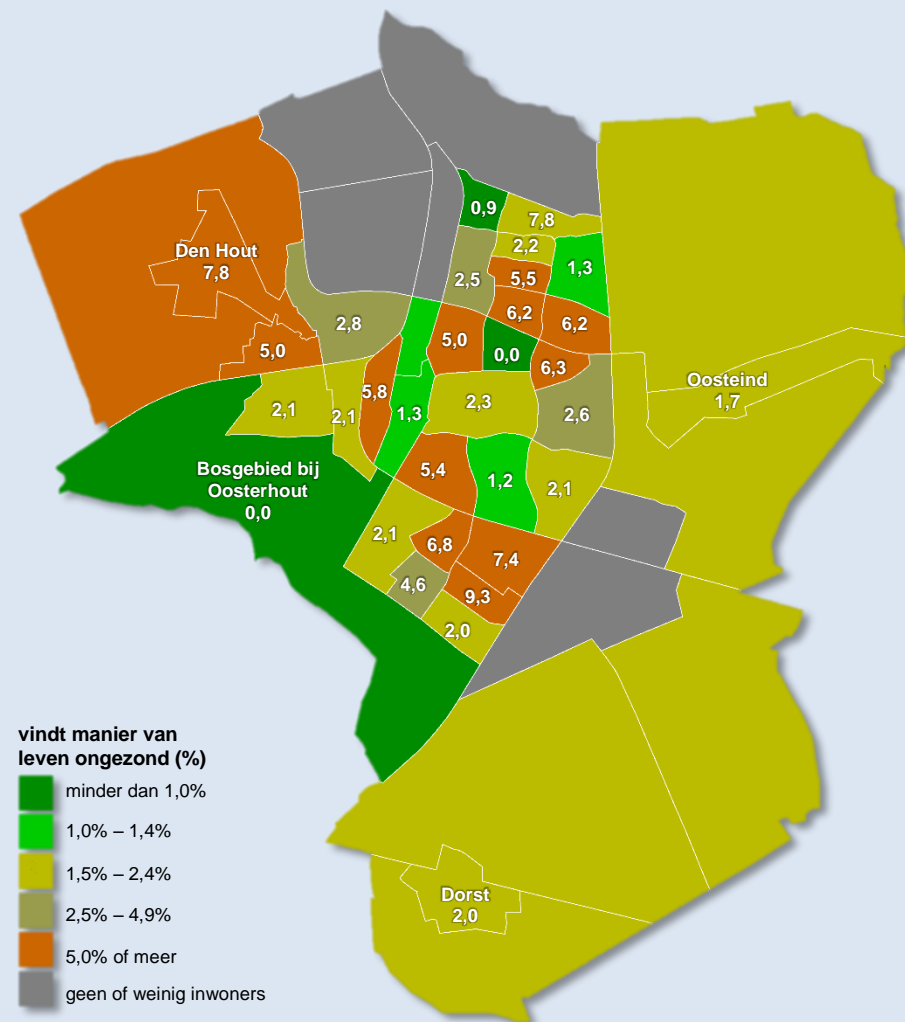 0,9
7,8
2,2
Den Hout
7,8
2,5
5,5
1,3
6,2
6,2
2,8
5,0
0,0
5,0
6,3
Oosteind
1,7
5,8
2,1
2,1
1,3
2,3
2,6
Bosgebied bij
Oosterhout
0,0
5,4
1,2
2,1
2,1
6,8
7,4
4,6
9,3
2,0
vindt manier van
leven ongezond (%)
minder dan 1,0%
1,0% – 1,4%
1,5% – 2,4%
2,5% – 4,9%
5,0% of meer
geen of weinig inwoners
Dorst
2,0